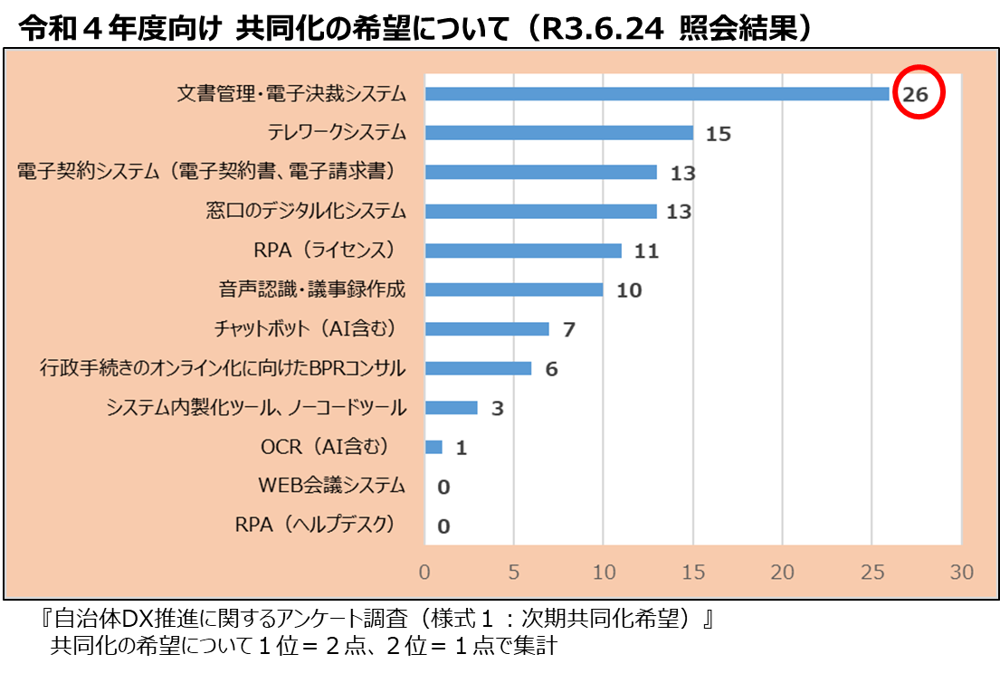 令和４年度向け 共同化の希望について（R3.6.24 照会結果）
文書管理・電子決裁システム 26
テレワークシステム 15
電子契約システム（電子契約書、電子請求書） 13
窓口のデジタル化システム 13
RPA（ライセンス） 11
音声認識・議事録作成 10
チャットボット（AI含む） 7
行政手続きのオンライン化に向けたBPRコンサル 6
システム内製化ツール、ノーコードツール 3
OCR（AI含む） 1
WEB会議システム 0
RPA（ヘルプデスク） 0
0 5 10 15 20 25 30
『自治体DX推進に関するアンケート調査（様式１：次期共同化希望）』
共同化の希望について１位＝２点、２位＝１点で集計